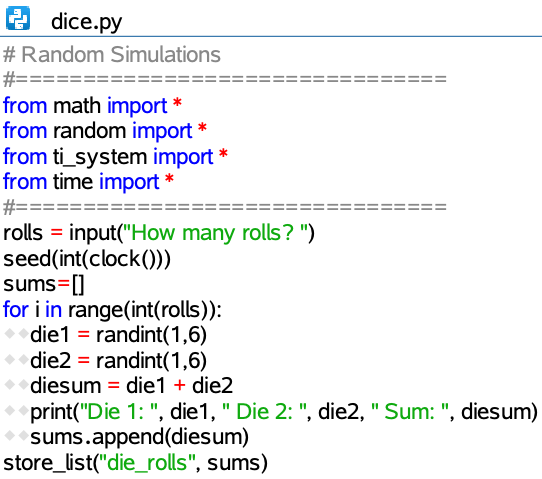 dice.py
# Random Simulations
#================================
from math import *
from random import *
from ti_system import *
from time import *
#================================
rolls = input("How many rolls? ")
seed(int(clock()))
sums=[]
for i in range(int(rolls)):
◆◆die1 = randint(1,6)
◆◆die2 = randint(1,6)
◆◆diesum = die1 + die2
◆◆print("Die 1: ", die1, " Die 2: ", die2, " Sum: ", diesum)
◆◆sums.append(diesum)
store_list("die_rolls", sums)